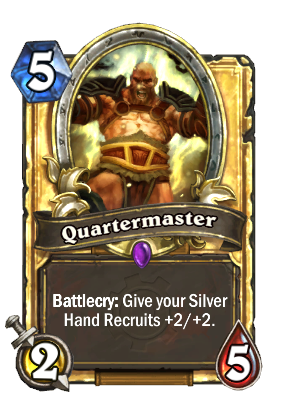 5
Quartermaster
Battlecry: Give your Silver
Hand Recruits +2/+2.
2
5